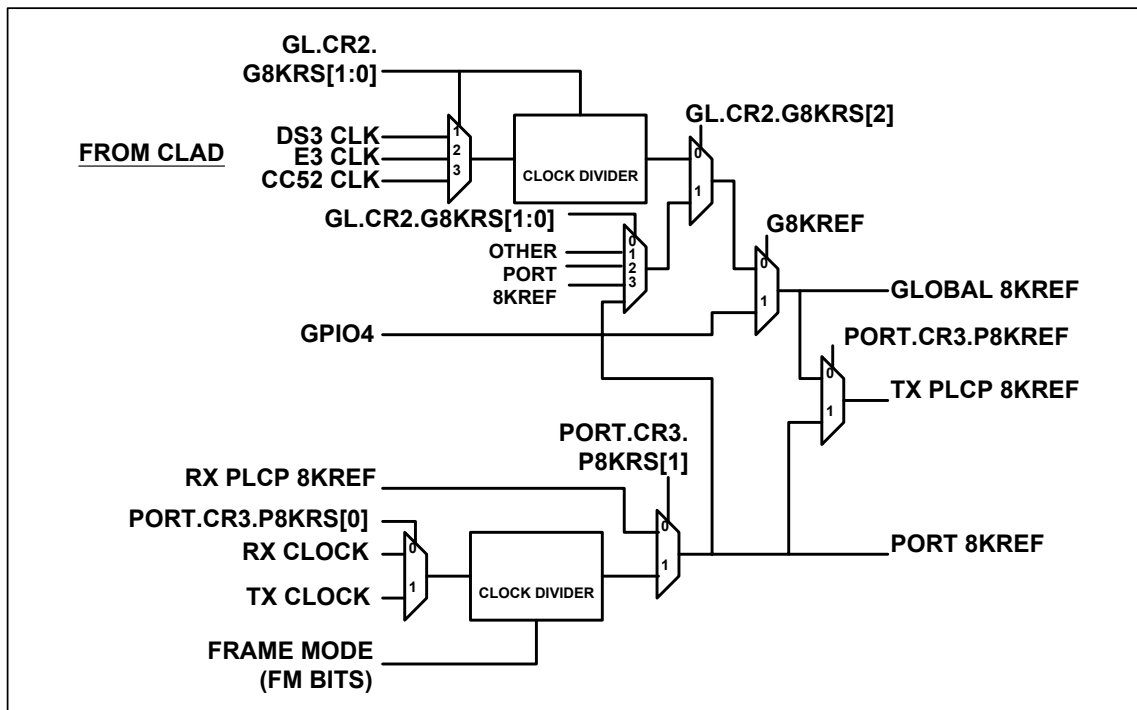 GL.CR2.
G8KRS[1:0]
FROM CLAD
DS3 CLK
E3 CLK
CC52 CLK
1
2
3
CLOCK DIVIDER
GL.CR2.G8KRS[2]
0
1
GL.CR2.G8KRS[1:0]
OTHER
PORT
8KREF
0
1
2
3
G8KREF
0
1
GLOBAL 8KREF
GPIO4
PORT.CR3.P8KREF
0
1
TX PLCP 8KREF
PORT.CR3.
P8KRS[1]
RX PLCP 8KREF
0
1
PORT 8KREF
PORT.CR3.P8KRS[0]
RX CLOCK
TX CLOCK
0
1
CLOCK DIVIDER
FRAME MODE
(FM BITS)